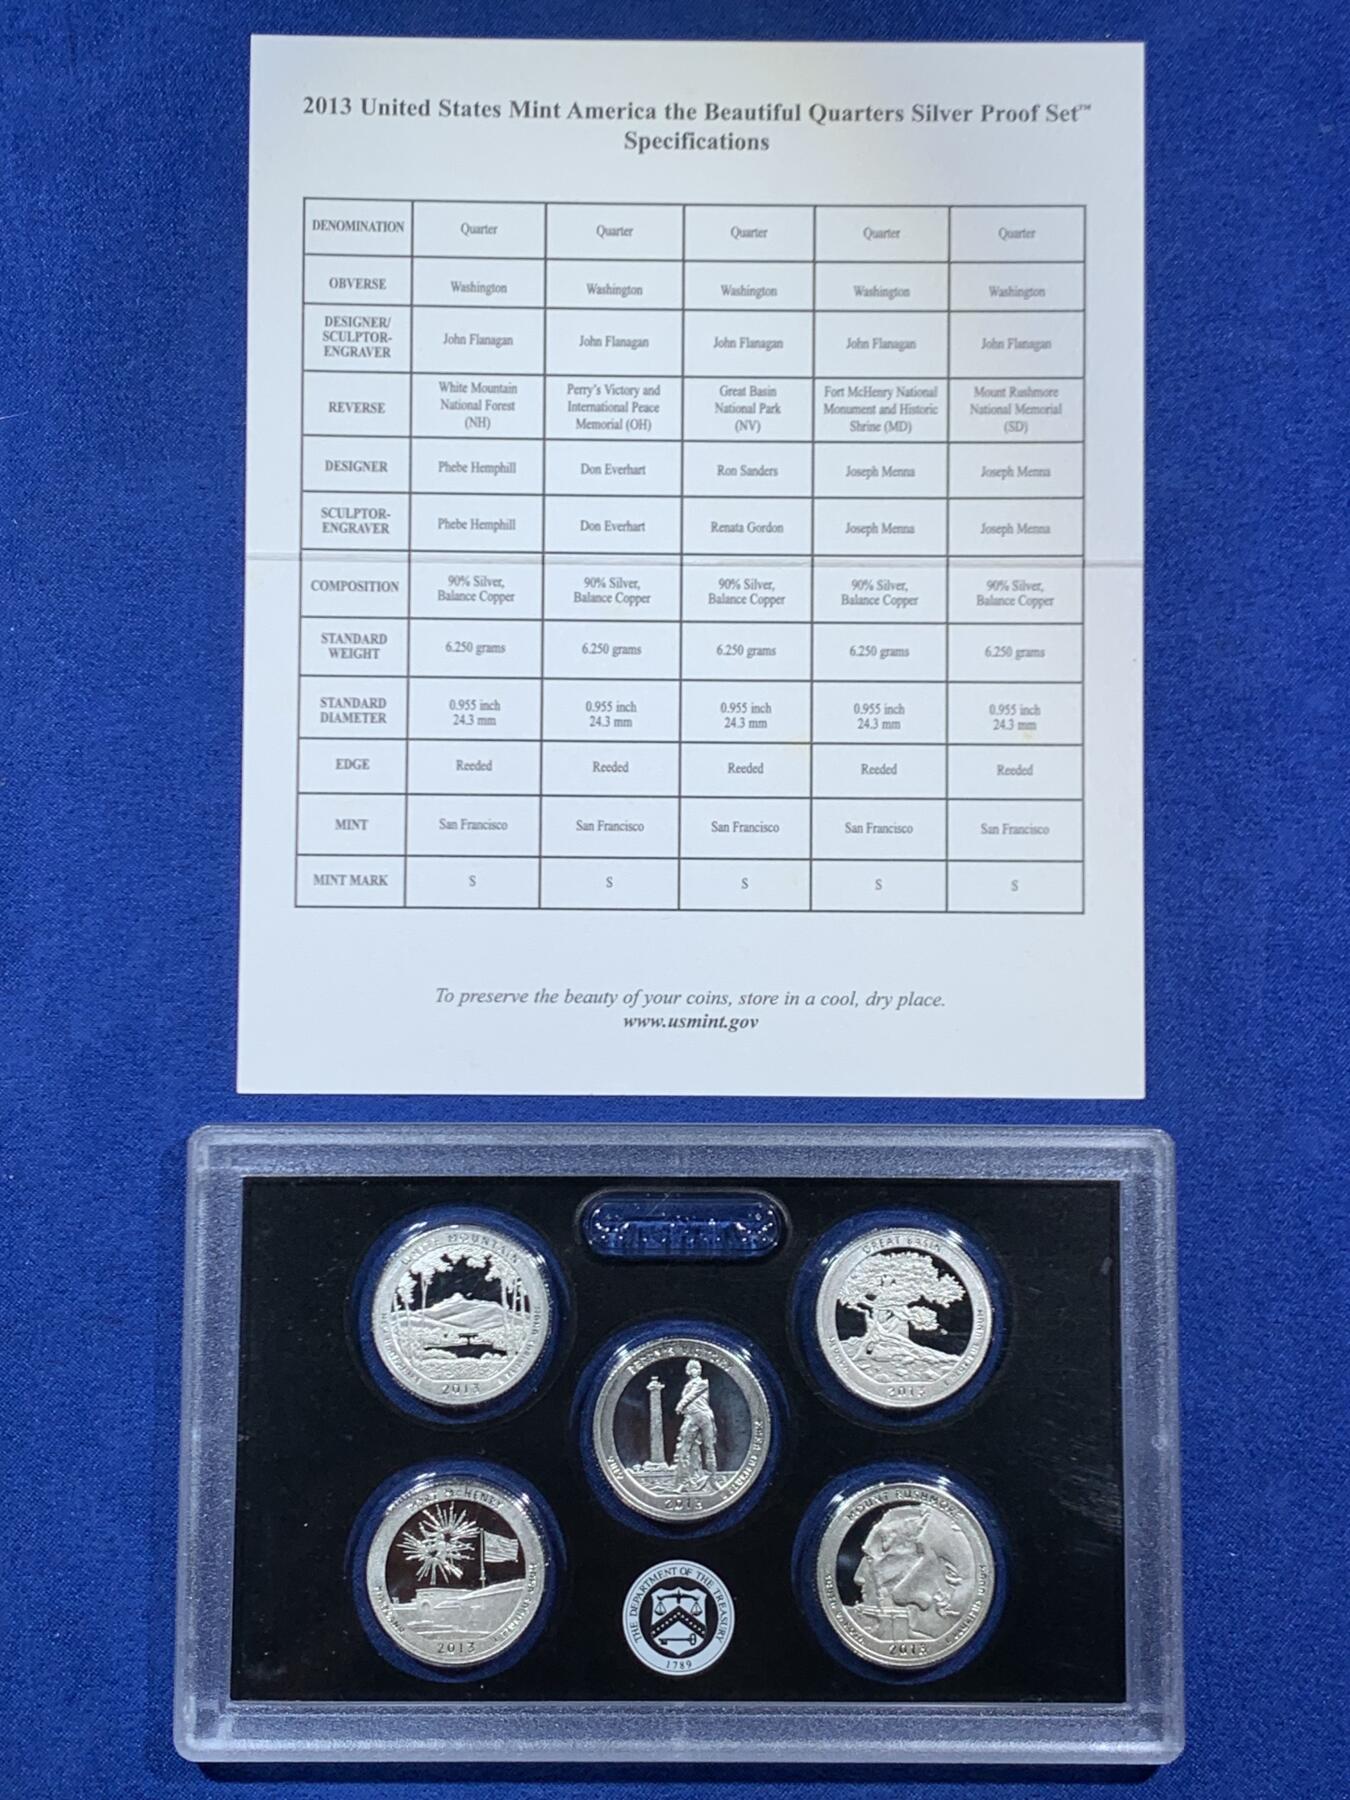 2013 United States Mint America the Beautiful Quarters Silver Proof Set™
Specifications
DENOMINATION Quarter Quarter Quarter Quarter Quarter
OBVERSE Washington Washington Washington Washington Washington
DESIGNER/
SCULPTOR-
ENGRAVER John Flanagan John Flanagan John Flanagan John Flanagan John Flanagan
REVERSE White Mountain
National Forest
(NH) Perry's Victory and
International Peace
Memorial (OH) Great Basin
National Park
(NV) Fort McHenry National
Monument and Historic
Shrine (MD) Mount Rushmore
National Memorial
(SD)
DESIGNER Phebe Hemphill Don Everhart Ron Sanders Joseph Menna Joseph Menna
SCULPTOR-
ENGRAVER Phebe Hemphill Don Everhart Renata Gordon Joseph Menna Joseph Menna
COMPOSITION 90% Silver,
Balance Copper 90% Silver,
Balance Copper 90% Silver,
Balance Copper 90% Silver,
Balance Copper 90% Silver,
Balance Copper
STANDARD
WEIGHT 6.250 grams 6.250 grams 6.250 grams 6.250 grams 6.250 grams
STANDARD
DIAMETER 0.955 inch
24.3 mm 0.955 inch
24.3 mm 0.955 inch
24.3 mm 0.955 inch
24.3 mm 0.955 inch
24.3 mm
EDGE Reeded Reeded Reeded Reeded Reeded
MINT San Francisco San Francisco San Francisco San Francisco San Francisco
MINT MARK S S S S S
To preserve the beauty of your coins, store in a cool, dry place.
www.usmint.gov
WHITE MOUNTAIN
2013
GREAT BASIN
NEVADA
2013
PERRY'S VICTORY
OHIO
2013
FORT McHENRY
MARYLAND
2013
MOUNT RUSHMORE
SOUTH DAKOTA
2013
THE DEPARTMENT OF THE TREASURY
1789